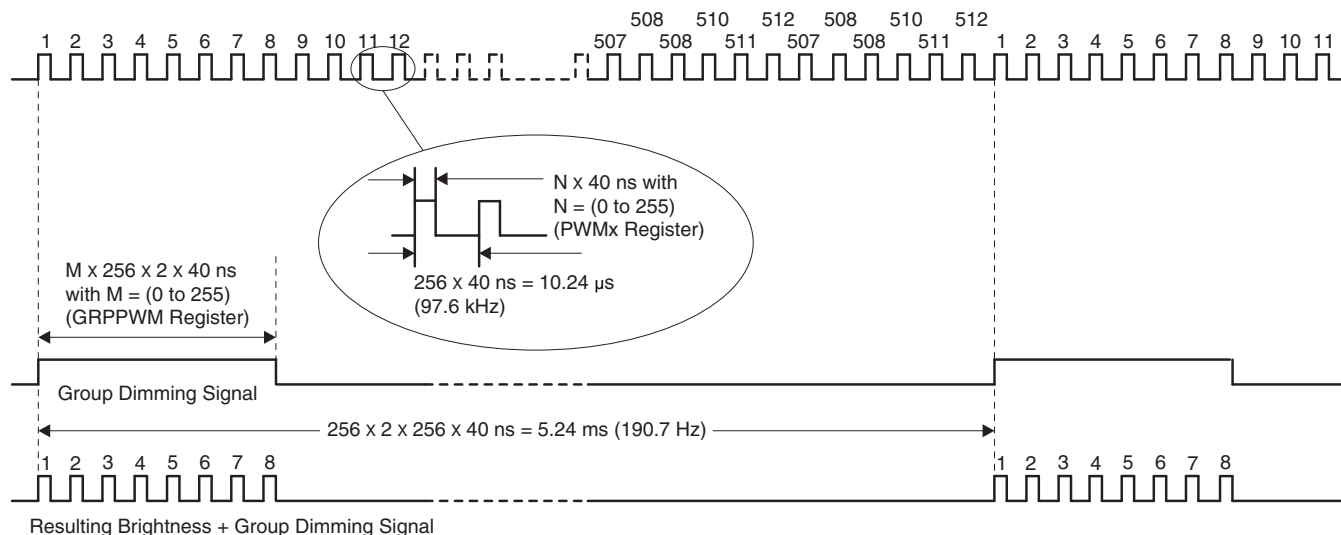 508 510 512 508 510 512
1 2 3 4 5 6 7 8 9 10 11 12 507 508 511 507 508 511 1 2 3 4 5 6 7 8 9 10 11
N x 40 ns with
N = (0 to 255)
(PWMx Register)
256 x 40 ns = 10.24 µs
(97.6 kHz)
M x 256 x 2 x 40 ns
with M = (0 to 255)
(GRPPWM Register)
Group Dimming Signal
256 x 2 x 256 x 40 ns = 5.24 ms (190.7 Hz)
1 2 3 4 5 6 7 8 1 2 3 4 5 6 7 8
Resulting Brightness + Group Dimming Signal